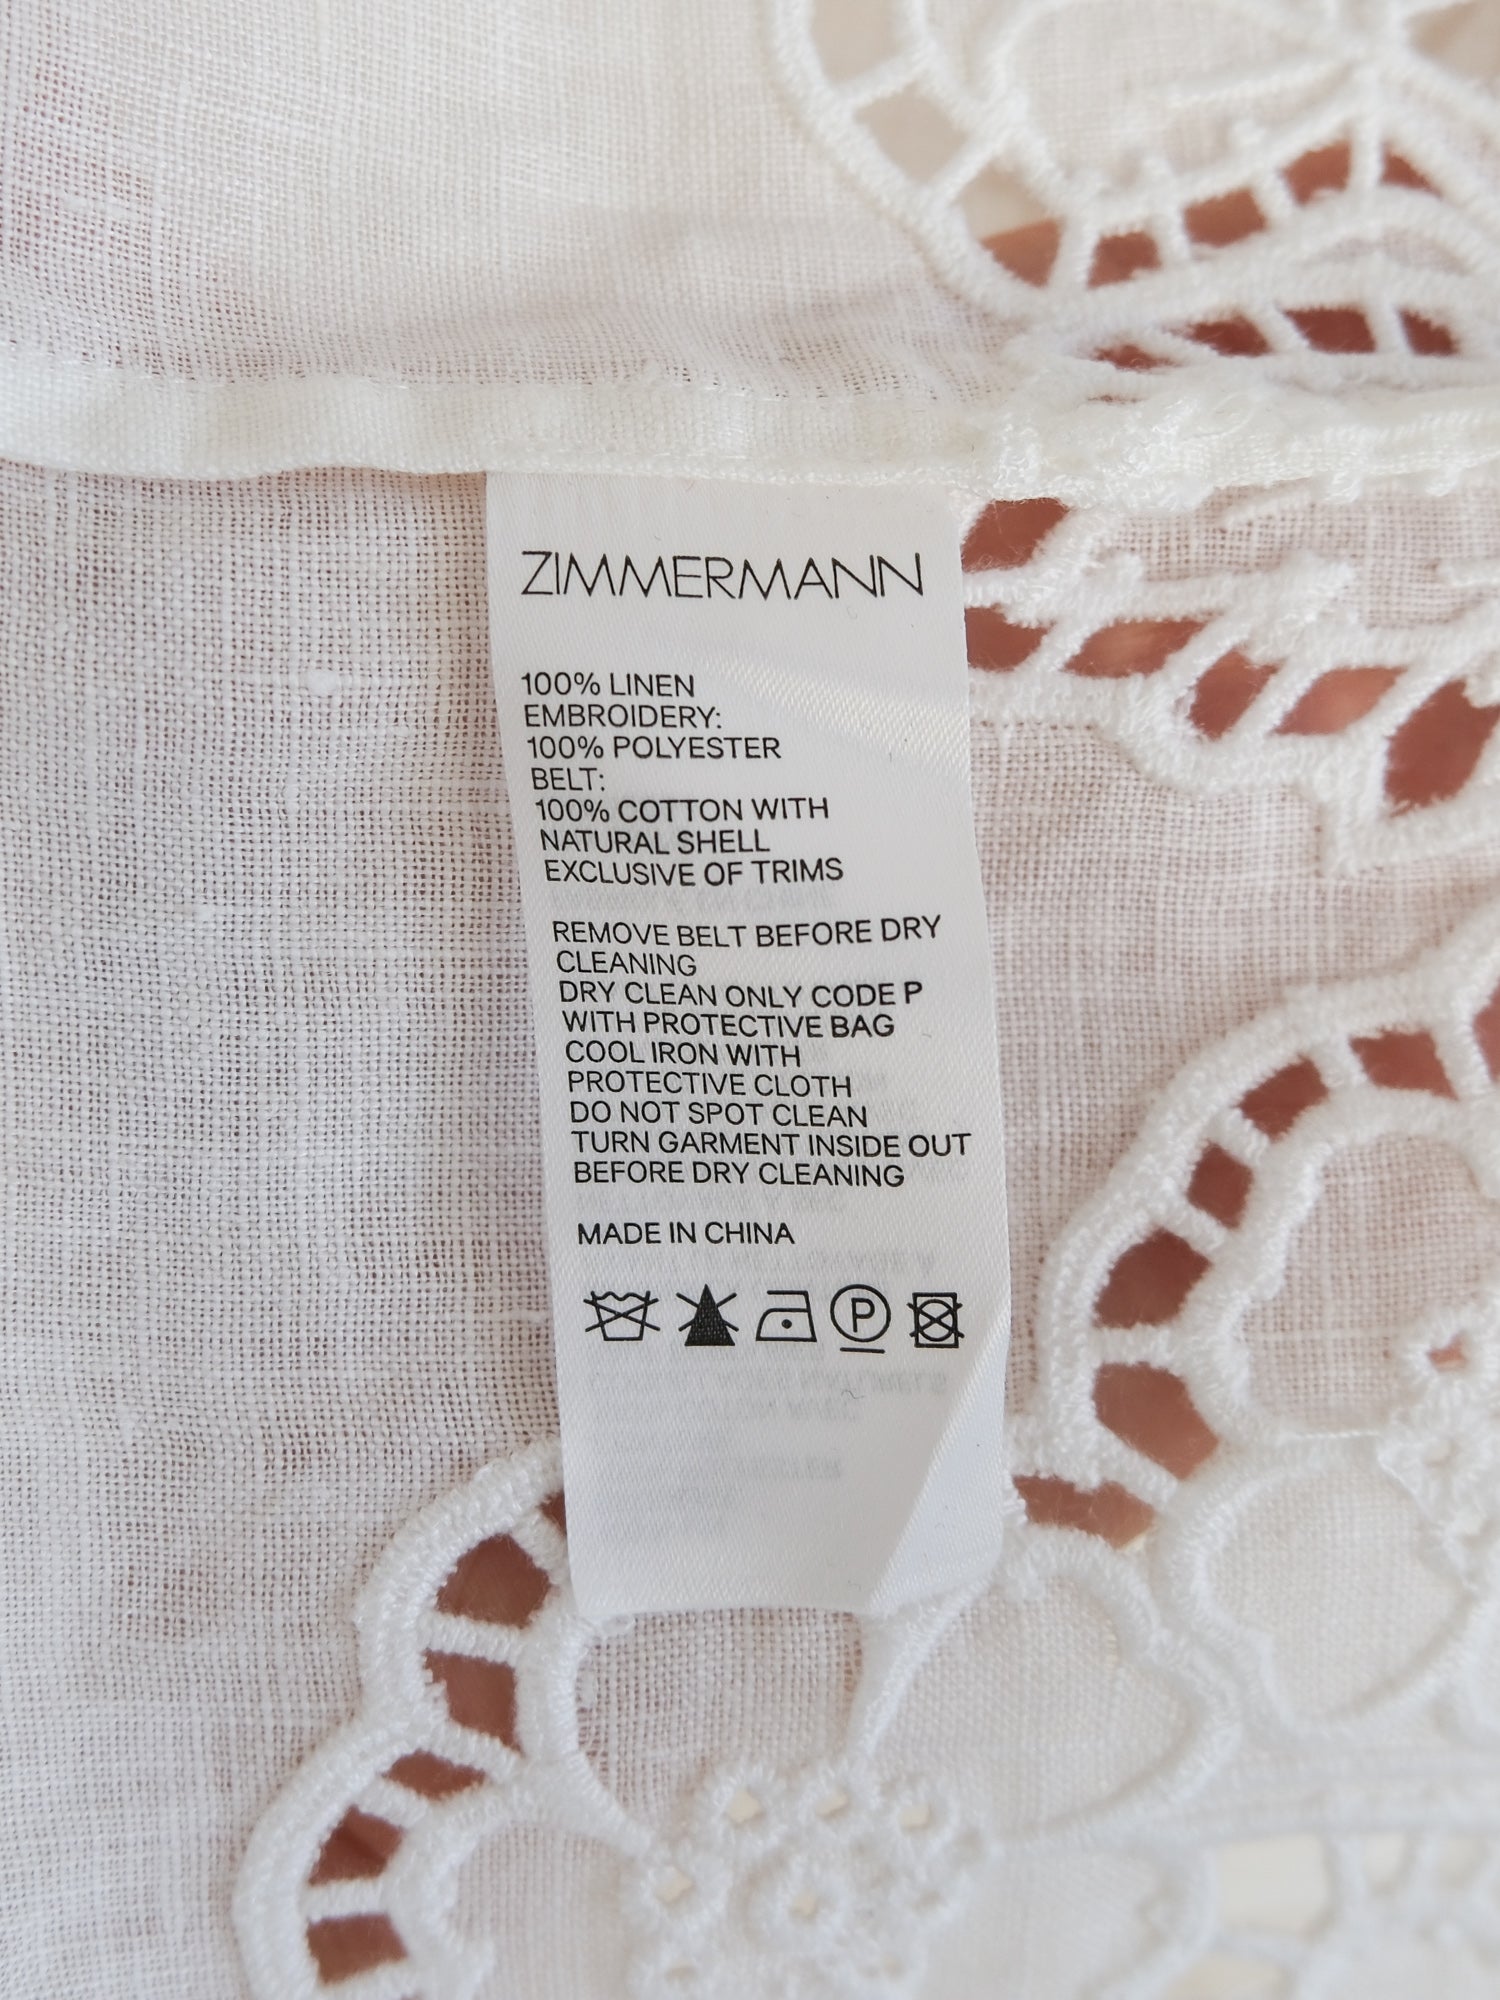 ZIMMERMANN
100% LINEN
EMBROIDERY:
100% POLYESTER
BELT:
100% COTTON WITH
NATURAL SHELL
EXCLUSIVE OF TRIMS
REMOVE BELT BEFORE DRY
CLEANING
DRY CLEAN ONLY CODE P
WITH PROTECTIVE BAG
COOL IRON WITH
PROTECTIVE CLOTH
DO NOT SPOT CLEAN
TURN GARMENT INSIDE OUT
BEFORE DRY CLEANING
MADE IN CHINA
P